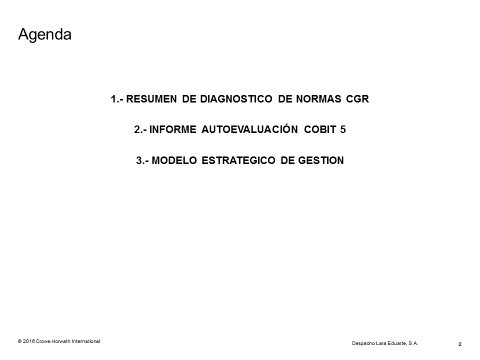 Agenda
1.- RESUMEN DE DIAGNOSTICO DE NORMAS CGR
2.- INFORME AUTOEVALUACIÓN COBIT 5
3.- MODELO ESTRATEGICO DE GESTION
© 2016 Crowe Horwath International
Despacho Lara Eduarte, S.A.
2